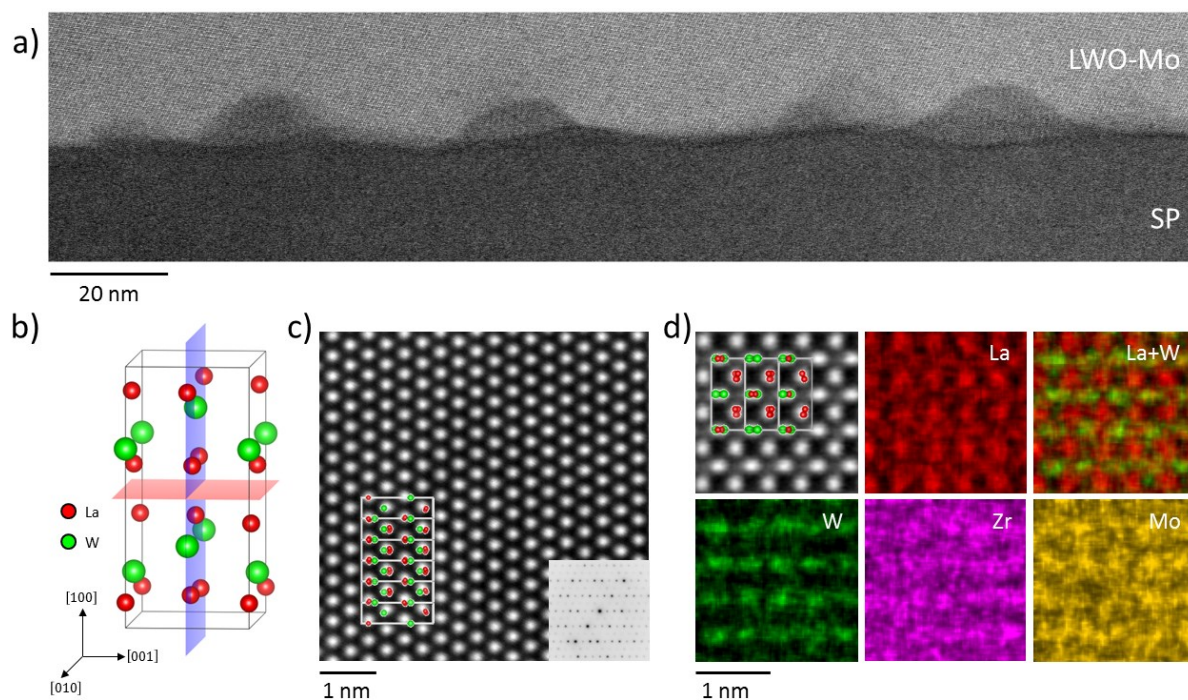 a)
LWO-Mo
SP
20 nm
b)
La
W
[100]
[001]
[010]
c)
1 nm
d)
La
La+W
W
Zr
Mo
1 nm